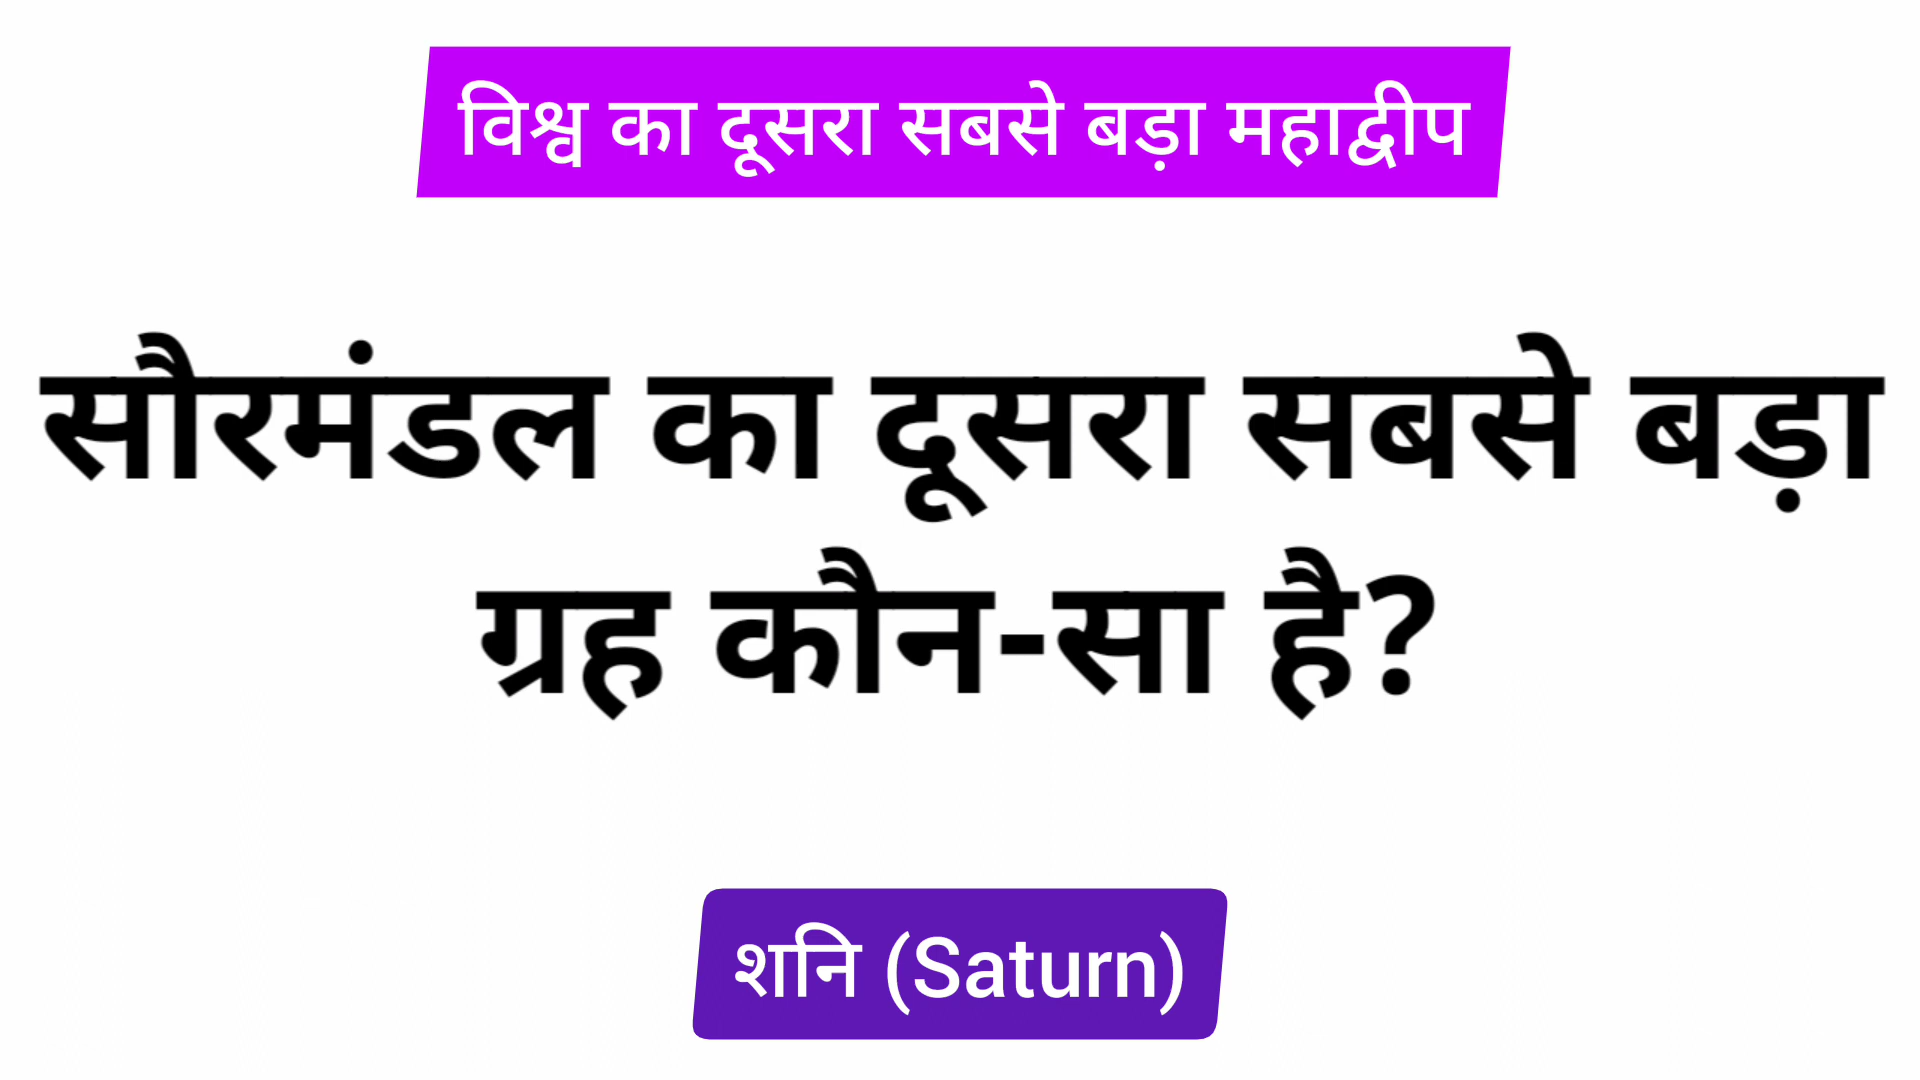 विश्व का दूसरा सबसे बड़ा महाद्वीप
सौरमंडल का दूसरा सबसे बड़ा
ग्रह कौन-सा है?
शनि (Saturn)